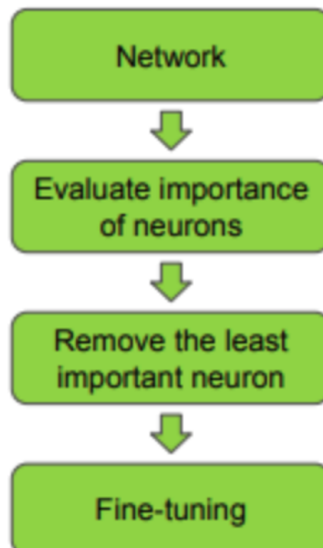 Network
Evaluate importance
of neurons
Remove the least
important neuron
Fine-tuning